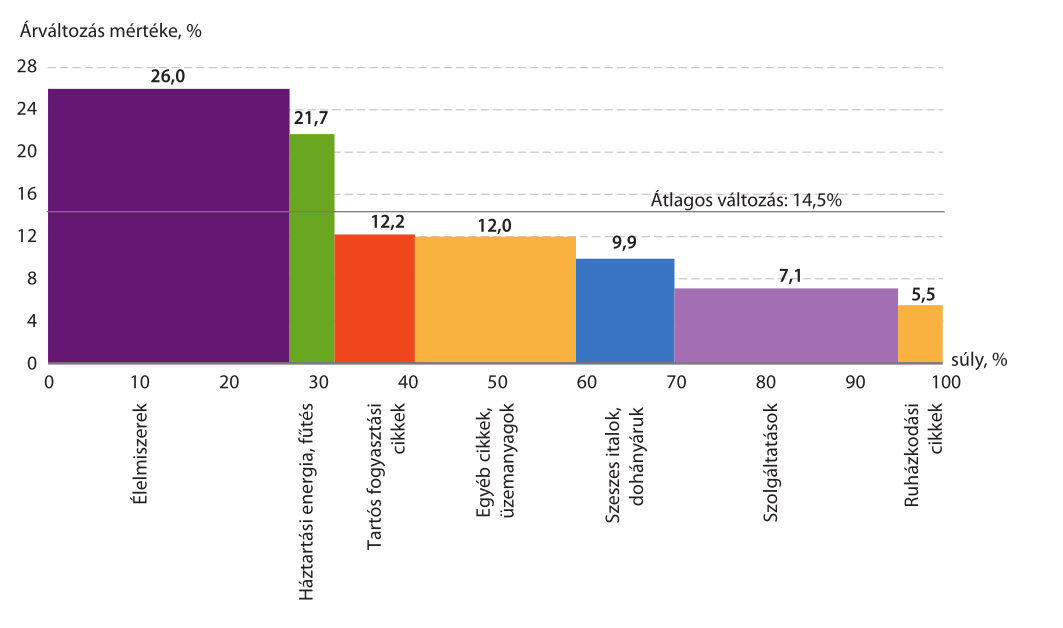 Árváltozás mértéke, %
28
26,0
24
21,7
20
16
Átlagos változás: 14,5%
12,2
12,0
12
9,9
8
7,1
5,5
4
0
súly, %
0 10 20 30 40 50 60 70 80 90 100
Élelmiszerek
Háztartási energia, fűtés
Tartós fogyasztási
cikkek
Egyéb cikkek,
üzemanyagok
Szeszes italok,
dohányáruk
Szolgáltatások
Ruházkodási
cikkek